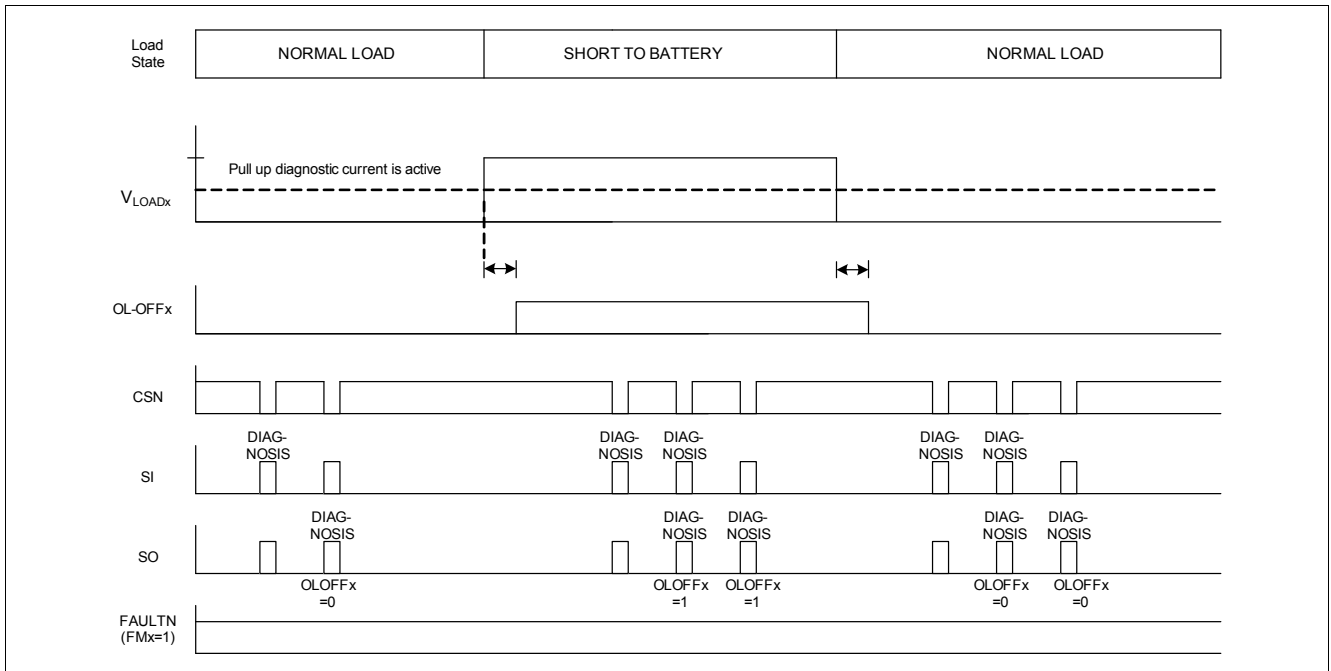 Load
State
NORMAL LOAD
SHORT TO BATTERY
NORMAL LOAD
Pull up diagnostic current is active
VLOADx
OL-OFFx
CSN
DIAG-
NOSIS
DIAG-
NOSIS
DIAG-
NOSIS
DIAG-
NOSIS
DIAG-
NOSIS
SI
DIAG-
NOSIS
DIAG-
NOSIS
DIAG-
NOSIS
DIAG-
NOSIS
DIAG-
NOSIS
SO
OLOFFx
=0
OLOFFx
=1
OLOFFx
=1
OLOFFx
=0
OLOFFx
=0
FAULTN
(FMx=1)